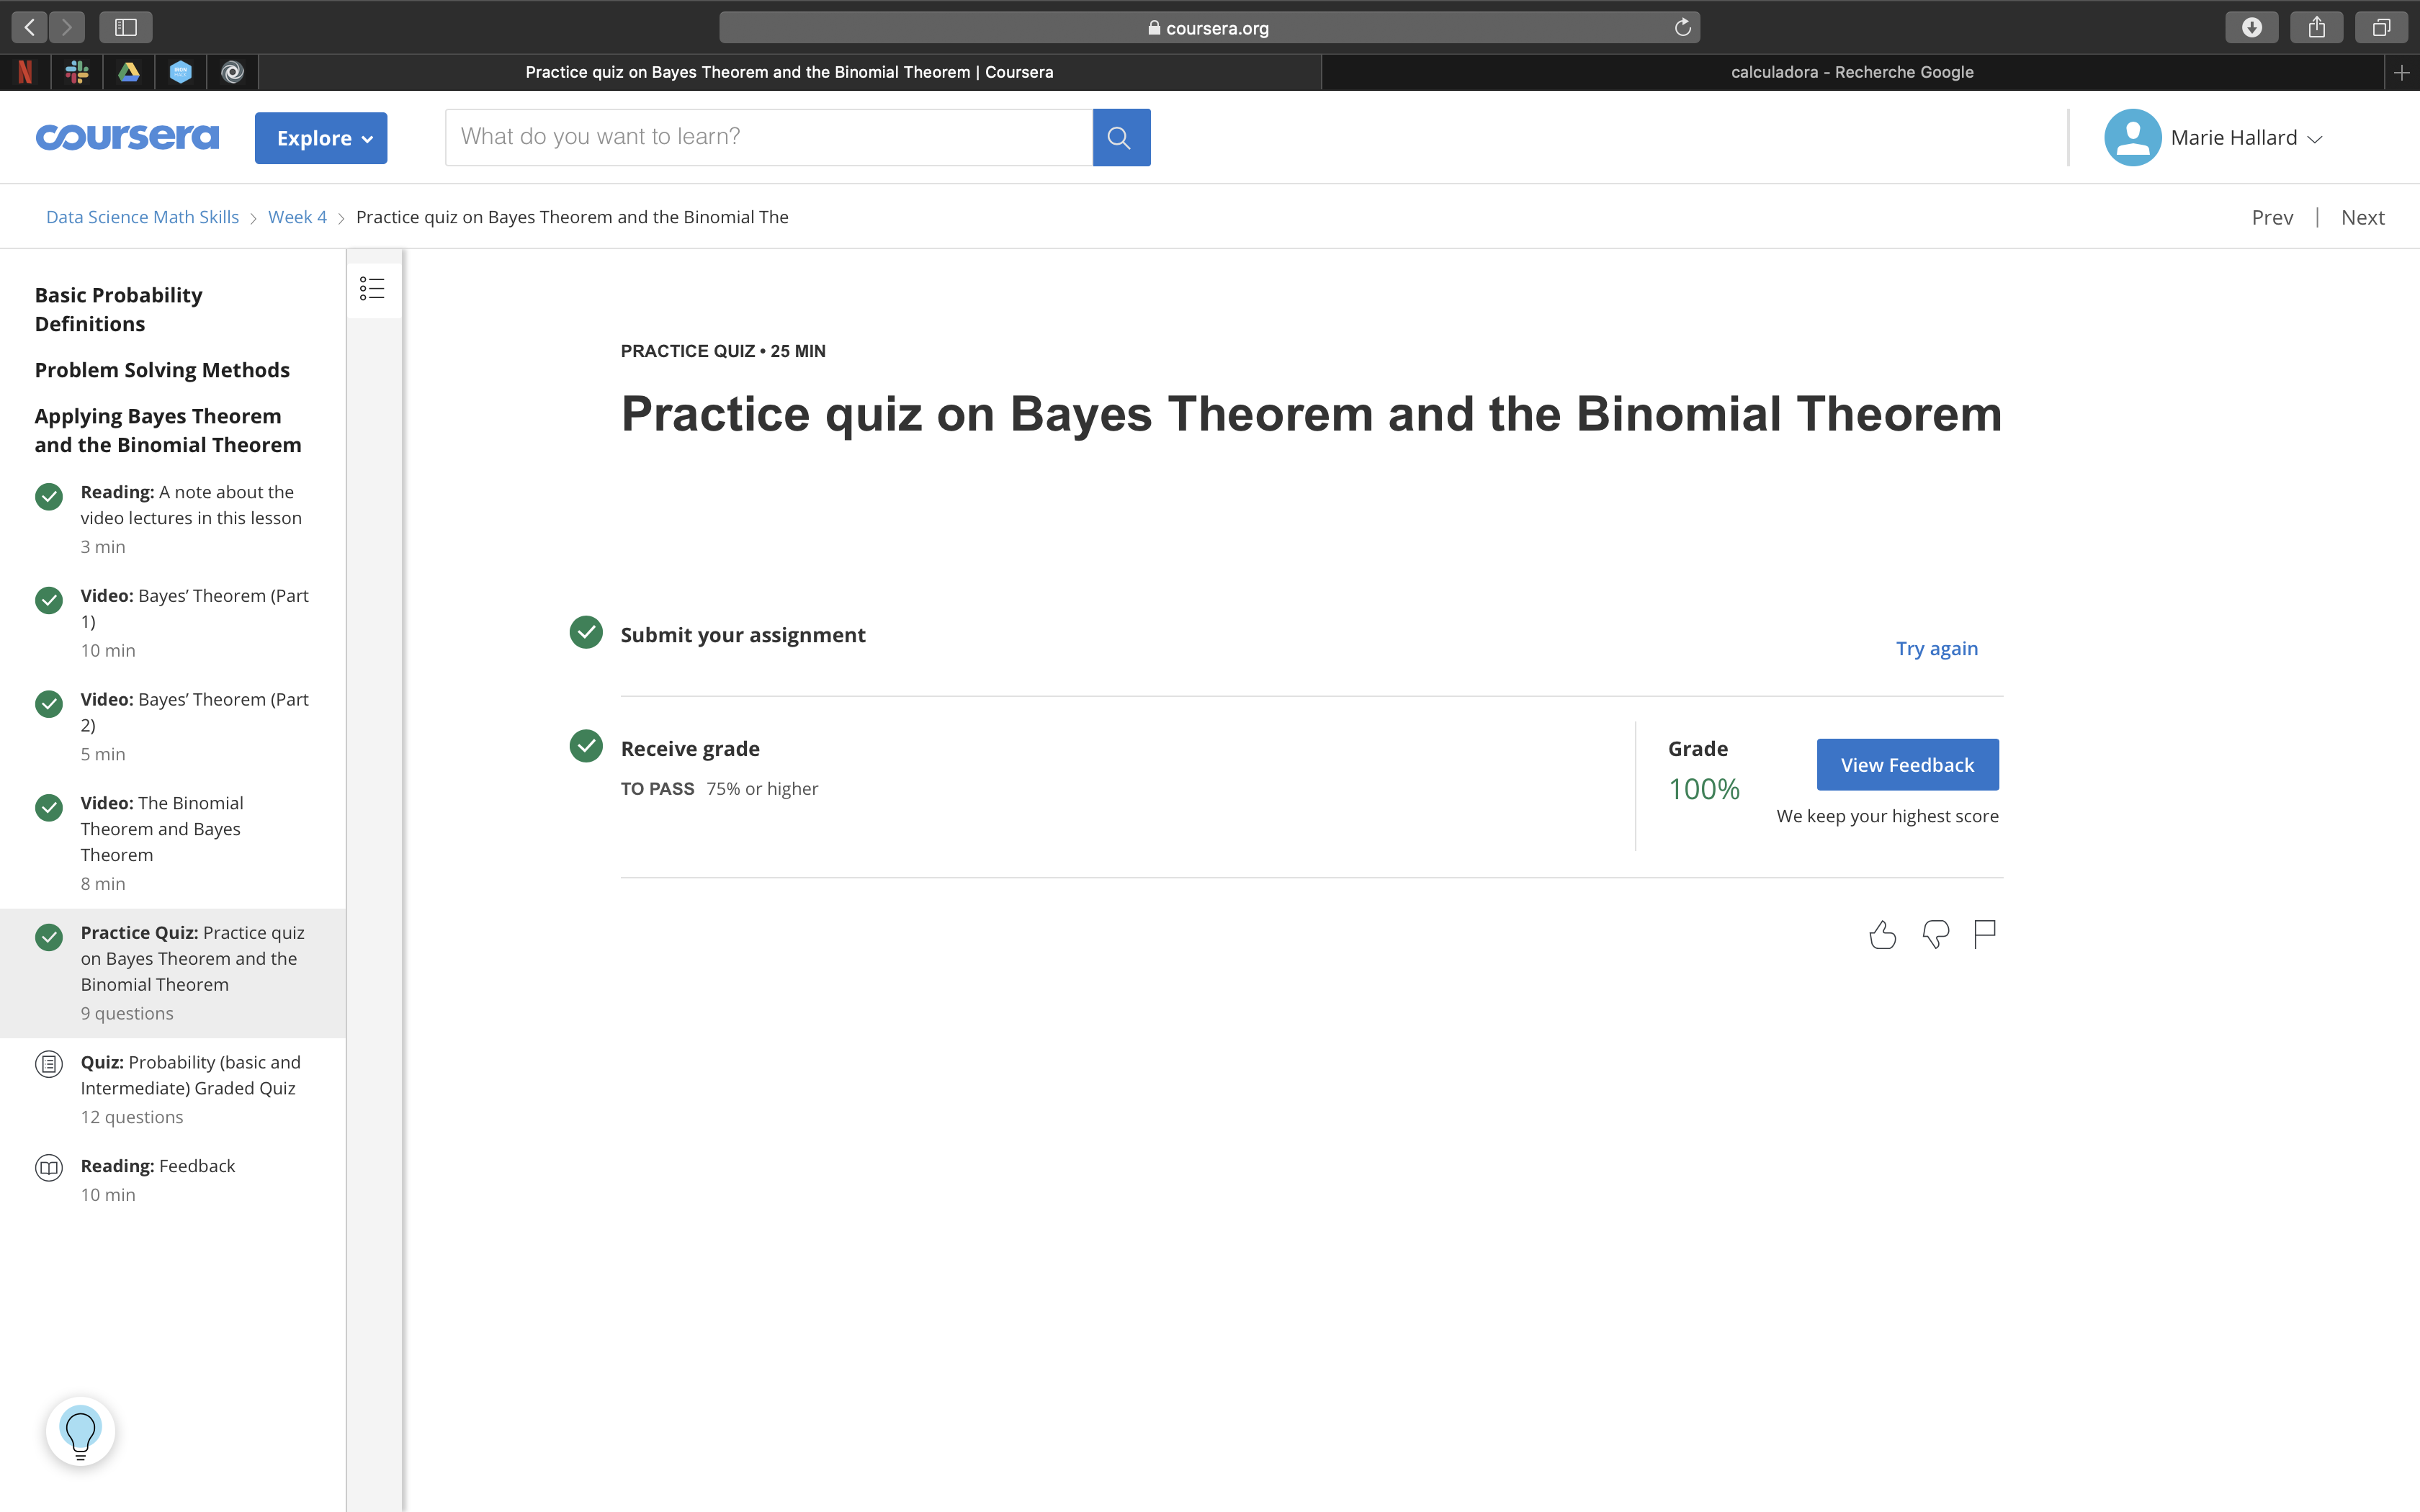 coursera.org
Practice quiz on Bayes Theorem and the Binomial Theorem | Coursera
calculadora - Recherche Google
coursera
Explore
What do you want to learn?
Marie Hallard
Data Science Math Skills
Week 4
Practice quiz on Bayes Theorem and the Binomial The
Prev | Next
Basic Probability
Definitions
Problem Solving Methods
Applying Bayes Theorem
and the Binomial Theorem
Reading: A note about the
video lectures in this lesson
3 min
Video: Bayes’ Theorem (Part
1)
10 min
Video: Bayes’ Theorem (Part
2)
5 min
Video: The Binomial
Theorem and Bayes
Theorem
8 min
Practice Quiz: Practice quiz
on Bayes Theorem and the
Binomial Theorem
9 questions
Quiz: Probability (basic and
Intermediate) Graded Quiz
12 questions
Reading: Feedback
10 min
PRACTICE QUIZ • 25 MIN
Practice quiz on Bayes Theorem and the Binomial Theorem
Submit your assignment
Try again
Receive grade
TO PASS 75% or higher
Grade
100%
View Feedback
We keep your highest score